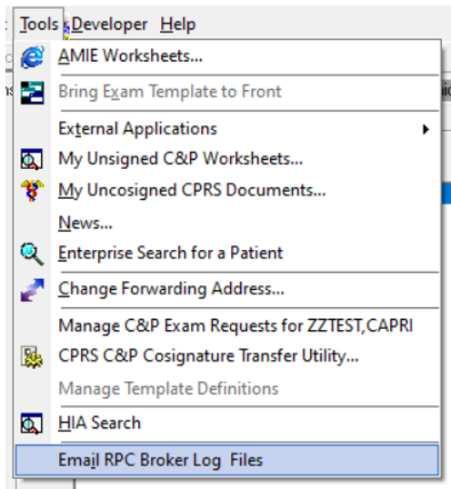 Tools Developer Help
AMIE Worksheets...
Bring Exam Template to Front
External Applications
My Unsigned C&P Worksheets...
My Uncosigned CPRS Documents...
News...
Enterprise Search for a Patient
Change Forwarding Address...
Manage C&P Exam Requests for ZZTEST,CAPRI
CPRS C&P Cosignature Transfer Utility...
Manage Template Definitions
HIA Search
Email RPC Broker Log  Files